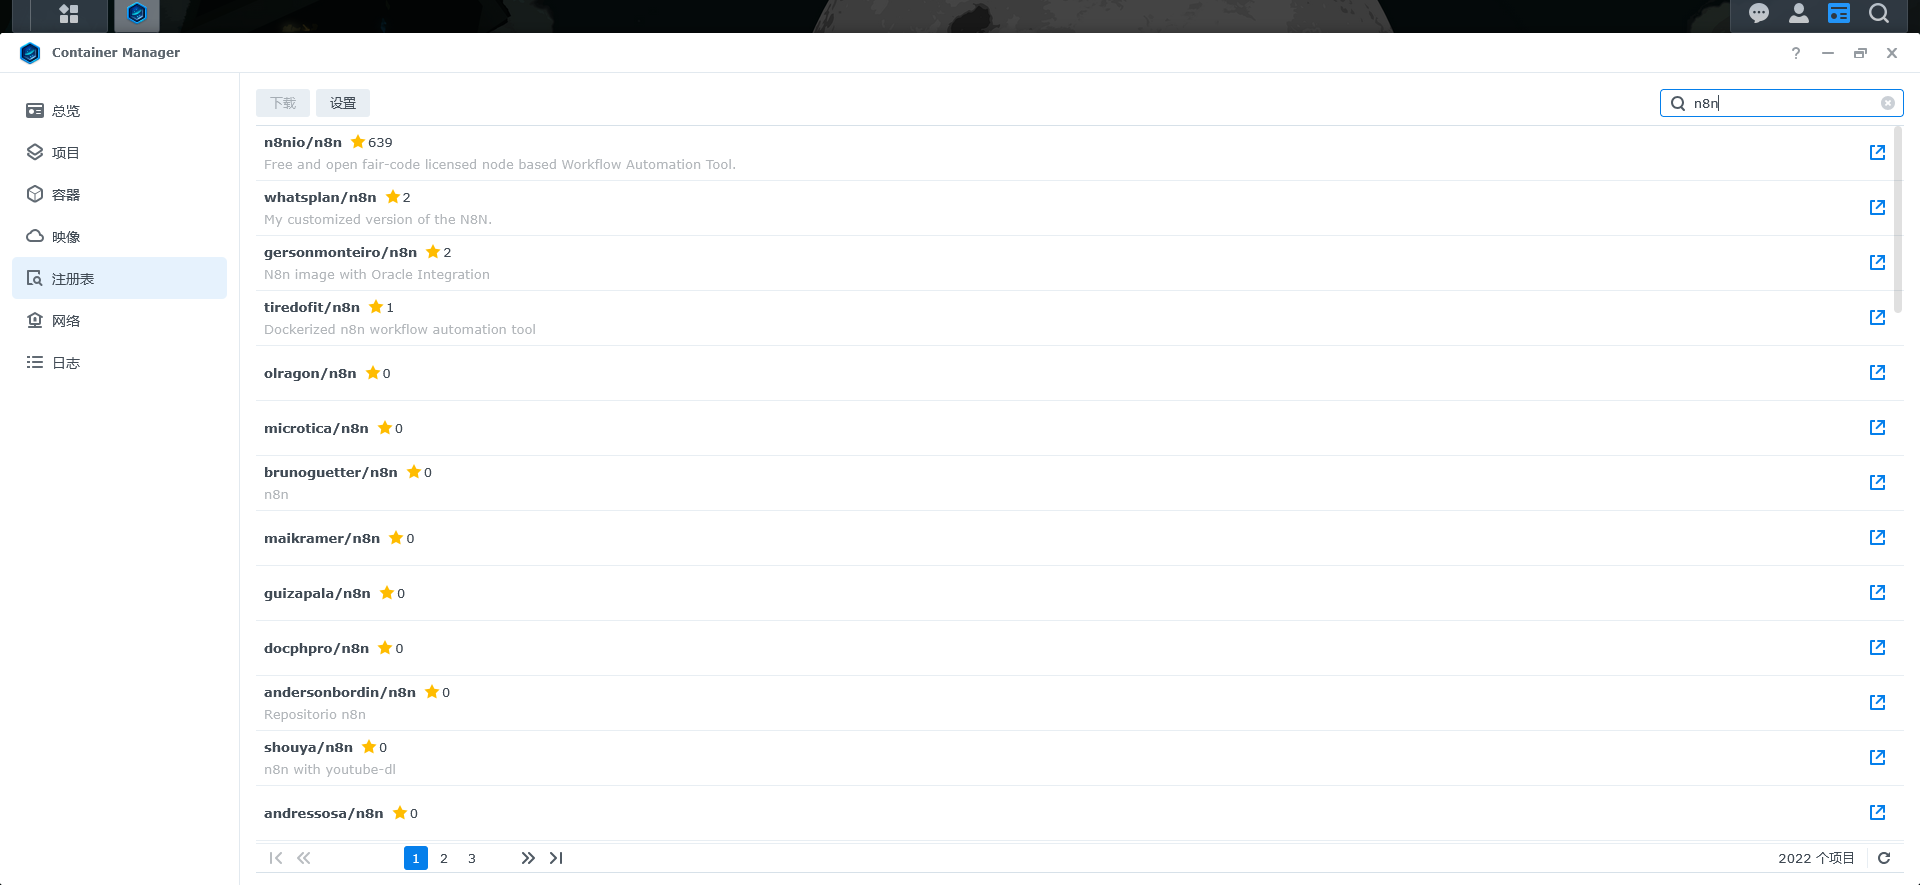 Container Manager
?
总览
项目
容器
映像
注册表
网络
日志
下载 设置
n8n
n8nio/n8n 639
Free and open fair-code licensed node based Workflow Automation Tool.
whatsplan/n8n 2
My customized version of the N8N.
gersonmonteiro/n8n 2
N8n image with Oracle Integration
tiredofit/n8n 1
Dockerized n8n workflow automation tool
olragon/n8n 0
microtica/n8n 0
brunoguetter/n8n 0
n8n
maikramer/n8n 0
guizapala/n8n 0
docphpro/n8n 0
andersonbordin/n8n 0
Repositorio n8n
shouya/n8n 0
n8n with youtube-dl
andressosa/n8n 0
1 2 3
2022 个项目